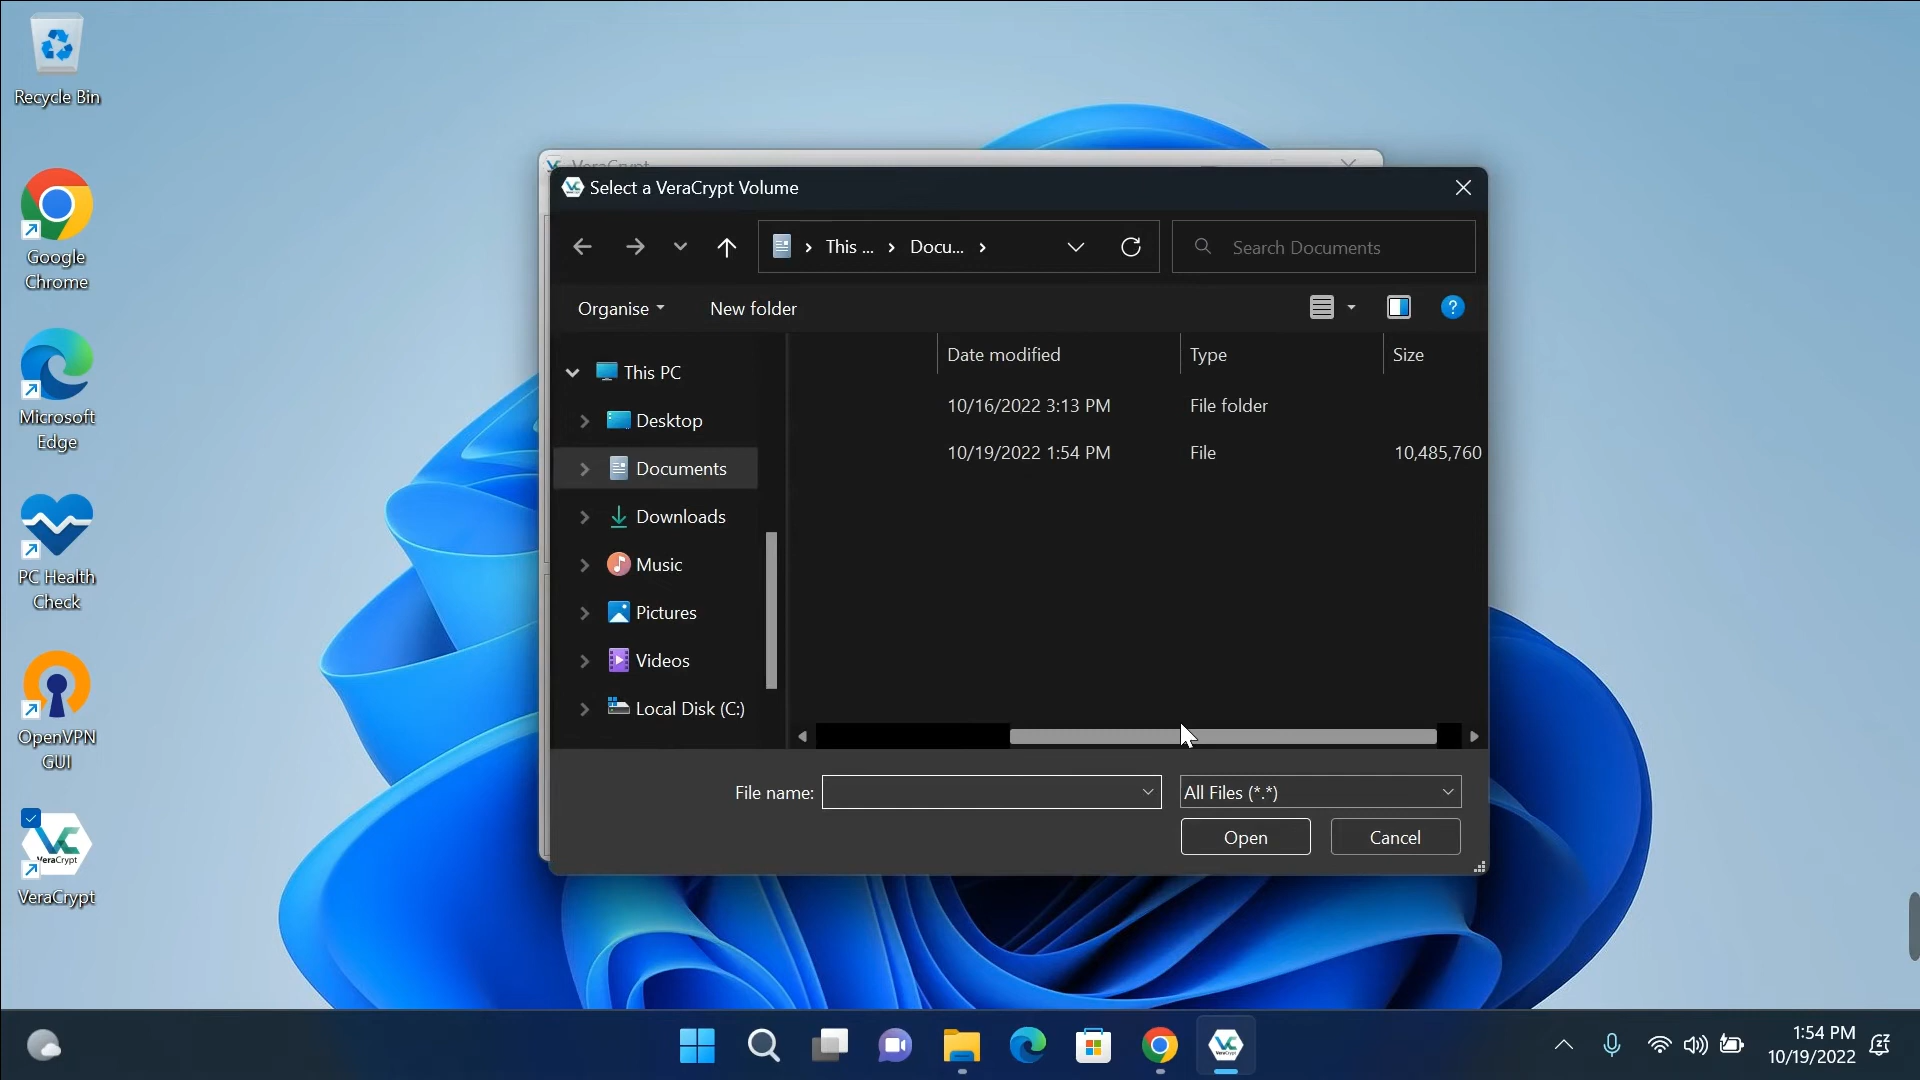 Recycle Bin
Google
Chrome
Microsoft
Edge
PC Health
Check
OpenVPN
GUI
VeraCrypt
VeraCrypt
VeraCrypt
Select a VeraCrypt Volume
This ...
Docu...
Search Documents
Organise
New folder
Date modified
Type
Size
10/16/2022 3:13 PM
File folder
10/19/2022 1:54 PM
File
10,485,760
This PC
Desktop
Documents
Downloads
Music
Pictures
Videos
Local Disk (C:)
File name:
All Files (*.*)
Open
Cancel
VeraCrypt
1:54 PM
10/19/2022